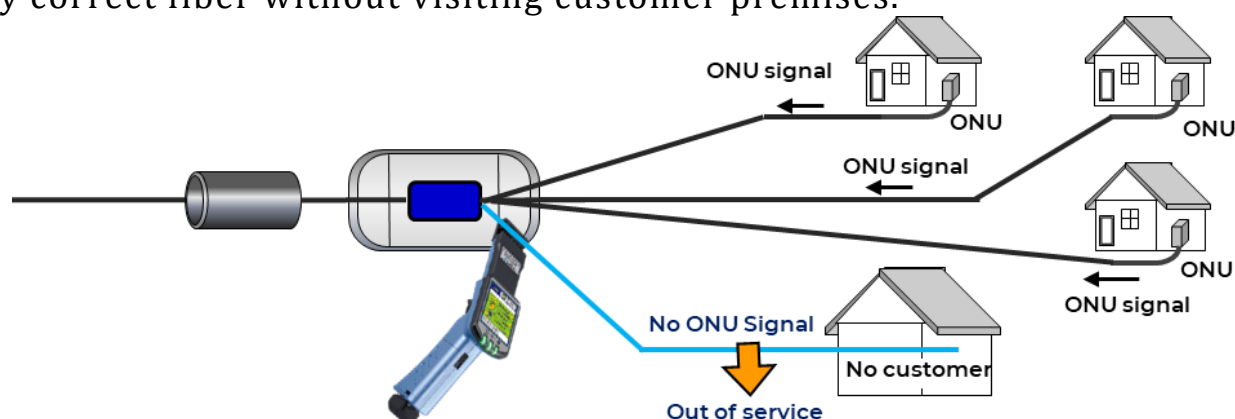 y correct fiber without visiting customer premises.
ONU signal
ONU
ONU
ONU signal
ONU
ONU signal
No ONU Signal
No customer
Out of service